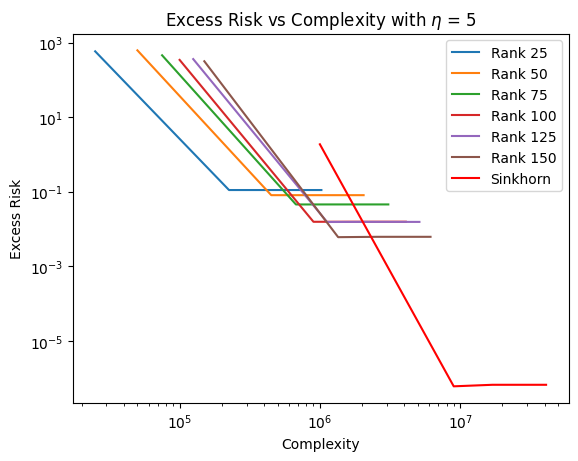 Excess Risk vs Complexity with η = 5
Excess Risk
10³
10¹
10⁻¹
10⁻³
10⁻⁵
Rank 25
Rank 50
Rank 75
Rank 100
Rank 125
Rank 150
Sinkhorn
10⁵
10⁶
10⁷
Complexity